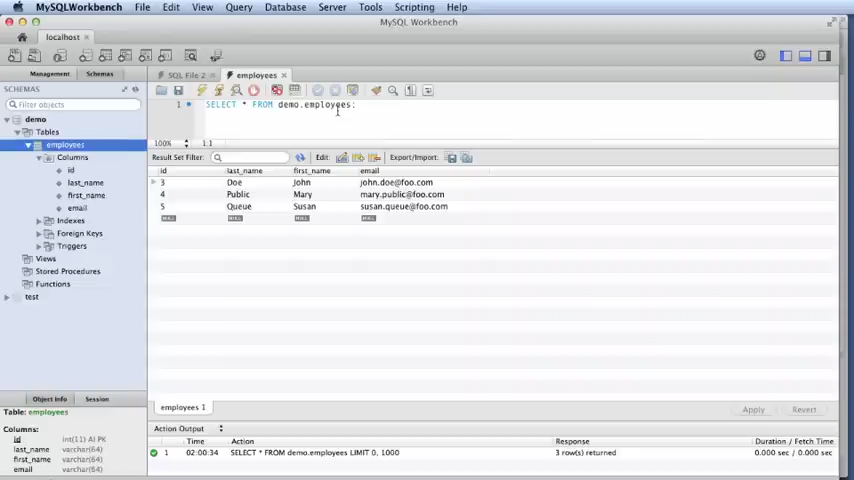 MySQLWorkbench File Edit View Query Database Server Tools Scripting Help
MySQL Workbench
localhost
Management Schemas
SQL File 2 employees
SCHEMAS
Filter objects
1 SELECT * FROM demo.employees;
demo
Tables
employees
Columns
id
last_name
first_name
email
Indexes
Foreign Keys
Triggers
Views
Stored Procedures
Functions
test
100% 1:1
Result Set Filter: Edit: Export/Import:
id last_name first_name email
3 Doe John john.doe@foo.com
4 Public Mary mary.public@foo.com
5 Queue Susan susan.queue@foo.com
NULL NULL NULL NULL
employees 1 Apply Revert
Object Info Session
Table: employees
Columns:
id int(11) AI PK
last_name varchar(64)
first_name varchar(64)
email varchar(64)
Action Output
Time Action Response Duration / Fetch Time
1 02:00:34 SELECT * FROM demo.employees LIMIT 0, 1000 3 row(s) returned 0.000 sec / 0.000 sec